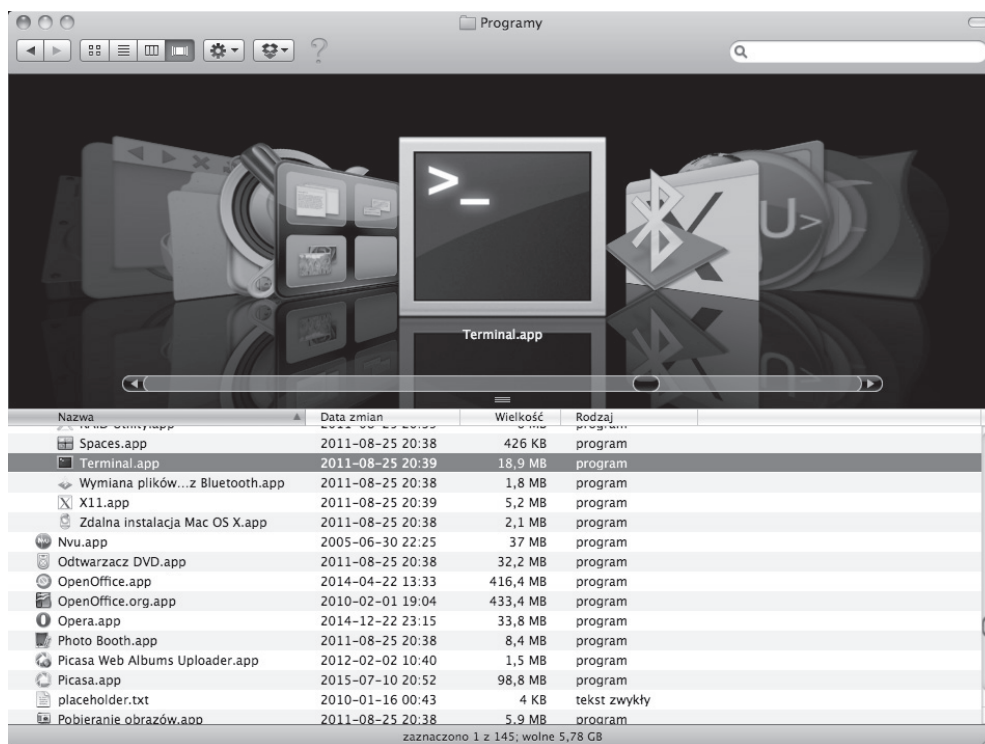 Programy
Terminal.app
Nazwa Data zmian Wielkość Rodzaj
Spaces.app 2011-08-25 20:38 426 KB program
Terminal.app 2011-08-25 20:39 18,9 MB program
Wymiana plików...z Bluetooth.app 2011-08-25 20:38 1,8 MB program
X11.app 2011-08-25 20:39 5,2 MB program
Zdalna instalacja Mac OS X.app 2011-08-25 20:38 2,1 MB program
Nvu.app 2005-06-30 22:25 37 MB program
Odtwarzacz DVD.app 2011-08-25 20:38 32,2 MB program
OpenOffice.app 2014-04-22 13:33 416,4 MB program
OpenOffice.org.app 2010-02-01 19:04 433,4 MB program
Opera.app 2014-12-22 23:15 33,8 MB program
Photo Booth.app 2011-08-25 20:38 8,4 MB program
Picasa Web Albums Uploader.app 2012-02-02 10:40 1,5 MB program
Picasa.app 2015-07-10 20:52 98,8 MB program
placeholder.txt 2010-01-16 00:43 4 KB tekst zwykły
Pobieranie obrazów.app 2011-08-25 20:38 5,9 MB program
zaznaczono 1 z 145; wolne 5,78 GB